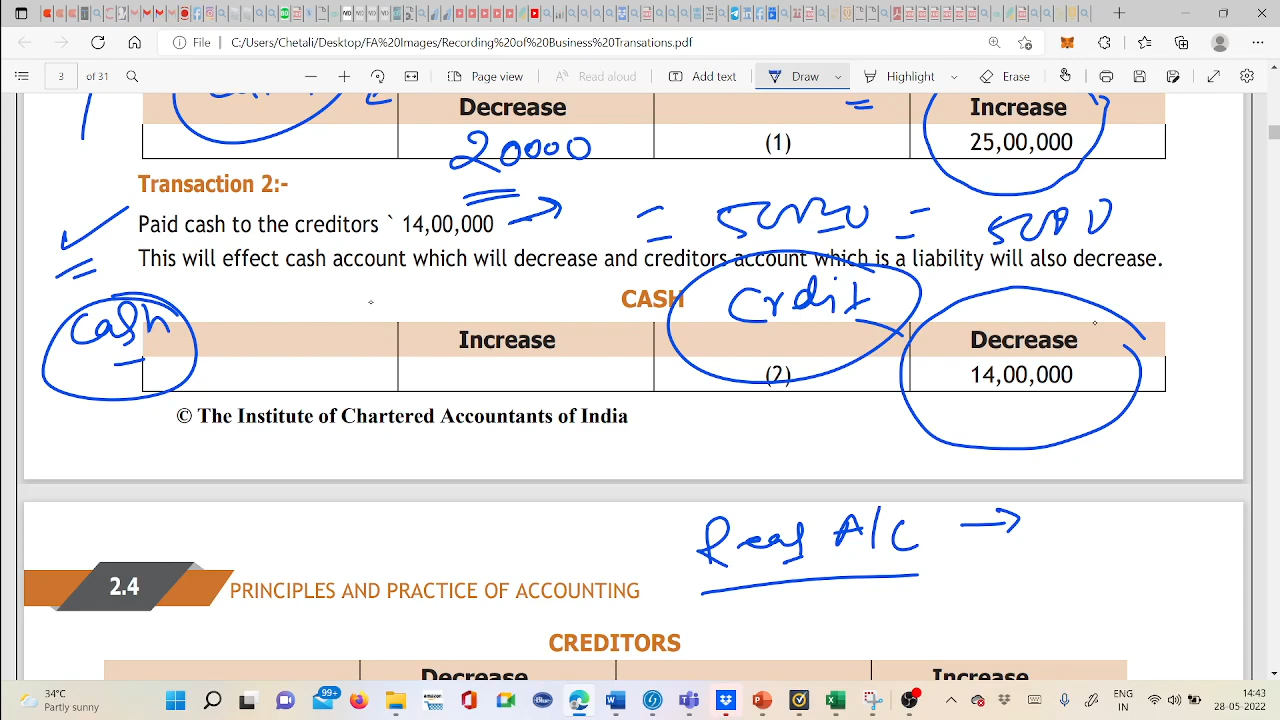 File C:/Users/Chetali/Desktop/FA%20Images/Recording%20of%20Business%20Transations.pdf
3 of 31 Page view Read aloud Add text Draw Highlight Erase
Decrease Increase
(1) 25,00,000
20000
Transaction 2:-
Paid cash to the creditors ` 14,00,000
This will effect cash account which will decrease and creditors account which is a liability will also decrease.
CASH
Crdit
Cash
Increase Decrease
(2) 14,00,000
© The Institute of Chartered Accountants of India
Real A/C →
2.4 PRINCIPLES AND PRACTICE OF ACCOUNTING
CREDITORS
Decrease Increase
34°C
Partly sunny
99+
ENG
IN
14:43
28-05-2022